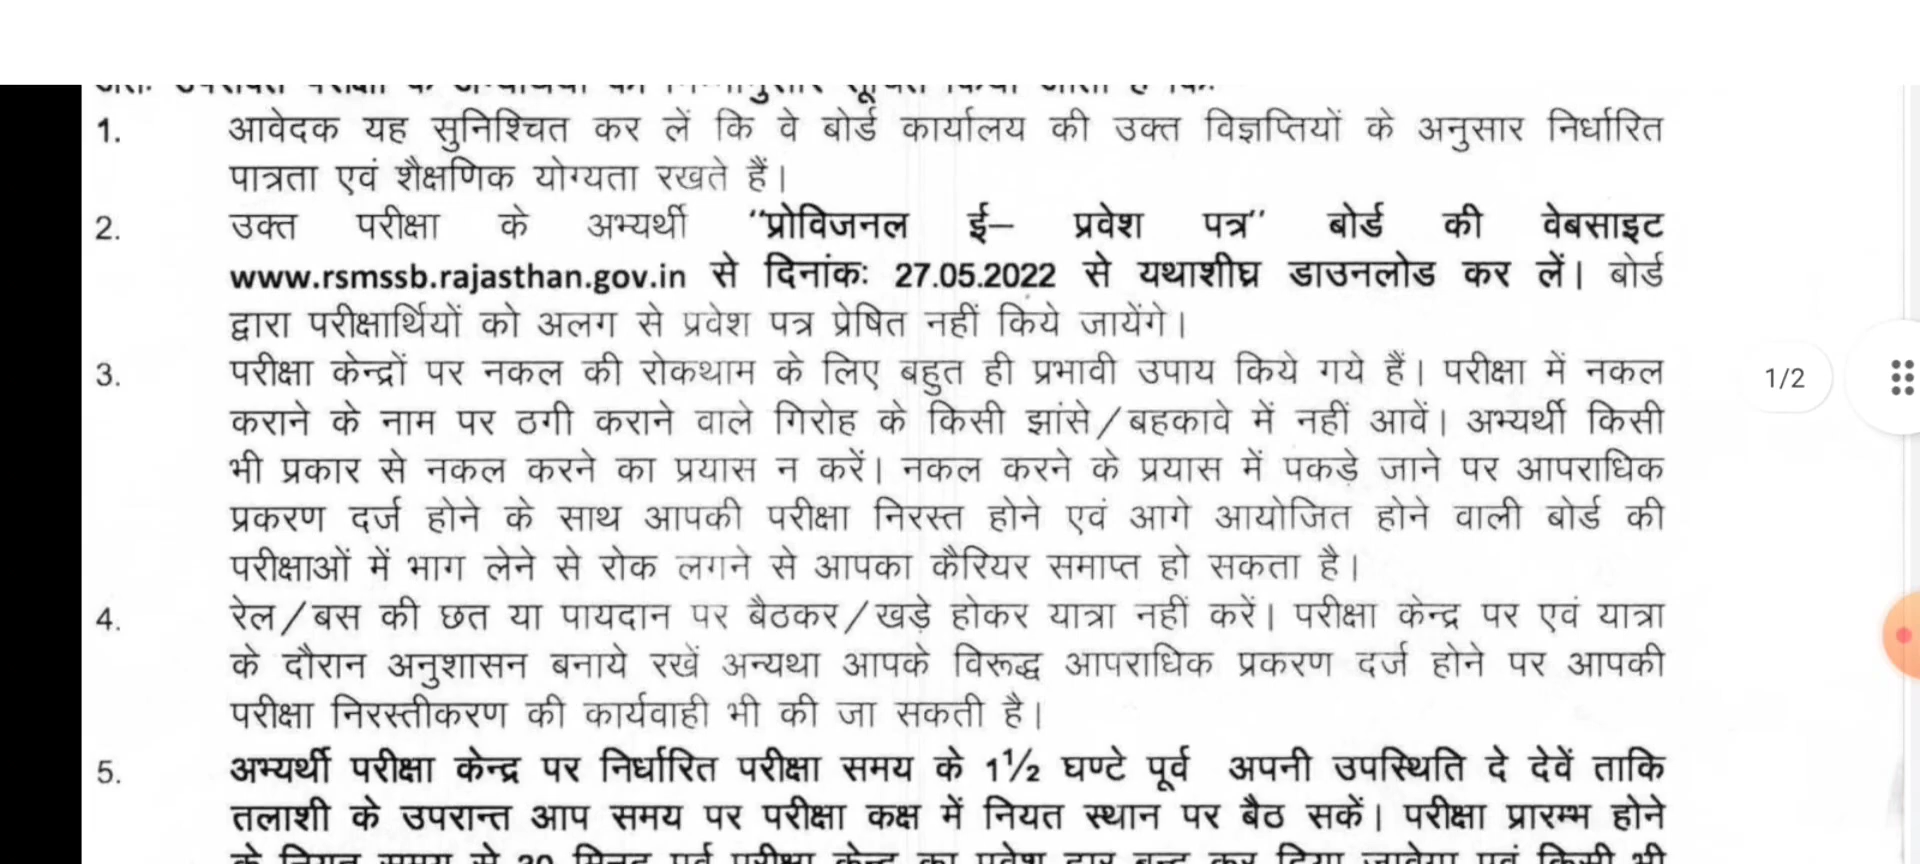 1. आवेदक यह सुनिश्चित कर लें कि वे बोर्ड कार्यालय की उक्त विज्ञप्तियों के अनुसार निर्धारित
पात्रता एवं शैक्षणिक योग्यता रखते हैं।
2. उक्त परीक्षा के अभ्यर्थी "प्रोविजनल ई– प्रवेश पत्र" बोर्ड की वेबसाइट
www.rsmssb.rajasthan.gov.in से दिनांकः 27.05.2022 से यथाशीघ्र डाउनलोड कर लें। बोर्ड
द्वारा परीक्षार्थियों को अलग से प्रवेश पत्र प्रेषित नहीं किये जायेंगे।
3. परीक्षा केन्द्रों पर नकल की रोकथाम के लिए बहुत ही प्रभावी उपाय किये गये हैं। परीक्षा में नकल
1/2
कराने के नाम पर ठगी कराने वाले गिरोह के किसी झांसे/बहकावे में नहीं आवें। अभ्यर्थी किसी
भी प्रकार से नकल करने का प्रयास न करें। नकल करने के प्रयास में पकड़े जाने पर आपराधिक
प्रकरण दर्ज होने के साथ आपकी परीक्षा निरस्त होने एवं आगे आयोजित होने वाली बोर्ड की
परीक्षाओं में भाग लेने से रोक लगने से आपका कैरियर समाप्त हो सकता है।
4. रेल/बस की छत या पायदान पर बैठकर/खड़े होकर यात्रा नहीं करें। परीक्षा केन्द्र पर एवं यात्रा
के दौरान अनुशासन बनाये रखें अन्यथा आपके विरूद्ध आपराधिक प्रकरण दर्ज होने पर आपकी
परीक्षा निरस्तीकरण की कार्यवाही भी की जा सकती है।
5. अभ्यर्थी परीक्षा केन्द्र पर निर्धारित परीक्षा समय के 1½ घण्टे पूर्व अपनी उपस्थिति दे देवें ताकि
तलाशी के उपरान्त आप समय पर परीक्षा कक्ष में नियत स्थान पर बैठ सकें। परीक्षा प्रारम्भ होने